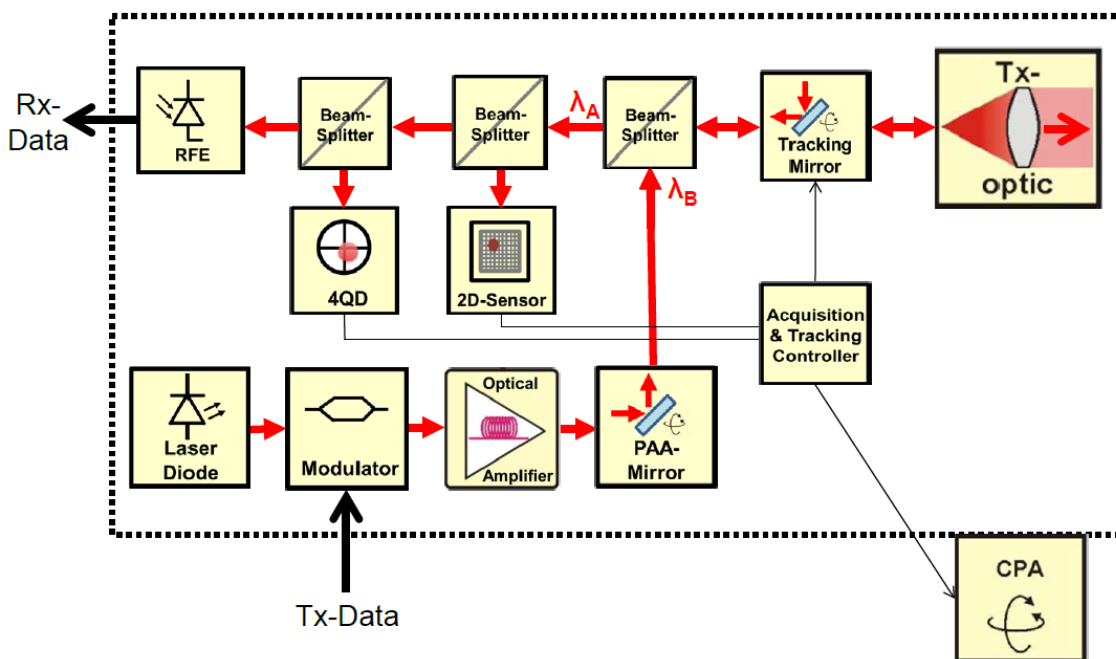 Rx-
Data
RFE
Beam-
Splitter
Beam-
Splitter
λA
Beam-
Splitter
Tracking
Mirror
Tx-
optic
λB
4QD
2D-Sensor
Acquisition
& Tracking
Controller
Laser
Diode
Modulator
Optical
Amplifier
PAA-
Mirror
Tx-Data
CPA